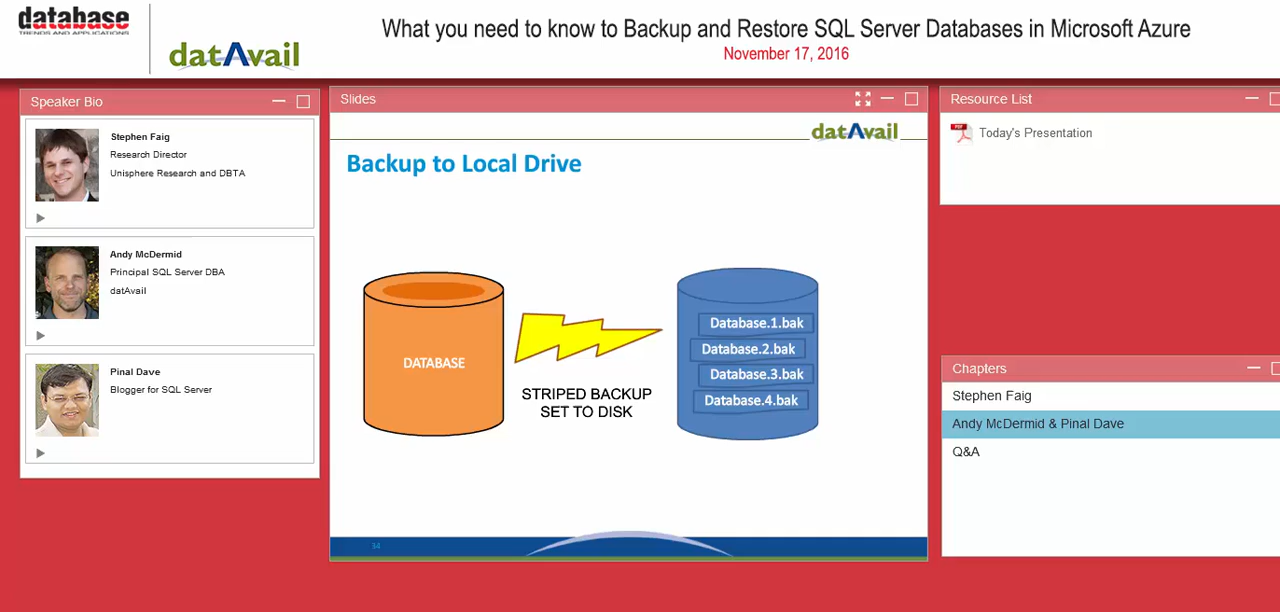 database
TRENDS AND APPLICATIONS
datAvail
What you need to know to Backup and Restore SQL Server Databases in Microsoft Azure
November 17, 2016
Speaker Bio
Stephen Faig
Research Director
Unisphere Research and DBTA
Andy McDermid
Principal SQL Server DBA
datAvail
Pinal Dave
Blogger for SQL Server
Slides
datAvail
Backup to Local Drive
DATABASE
STRIPED BACKUP
SET TO DISK
Database.1.bak
Database.2.bak
Database.3.bak
Database.4.bak
34
Resource List
PDF
Today's Presentation
Chapters
Stephen Faig
Andy McDermid & Pinal Dave
Q&A